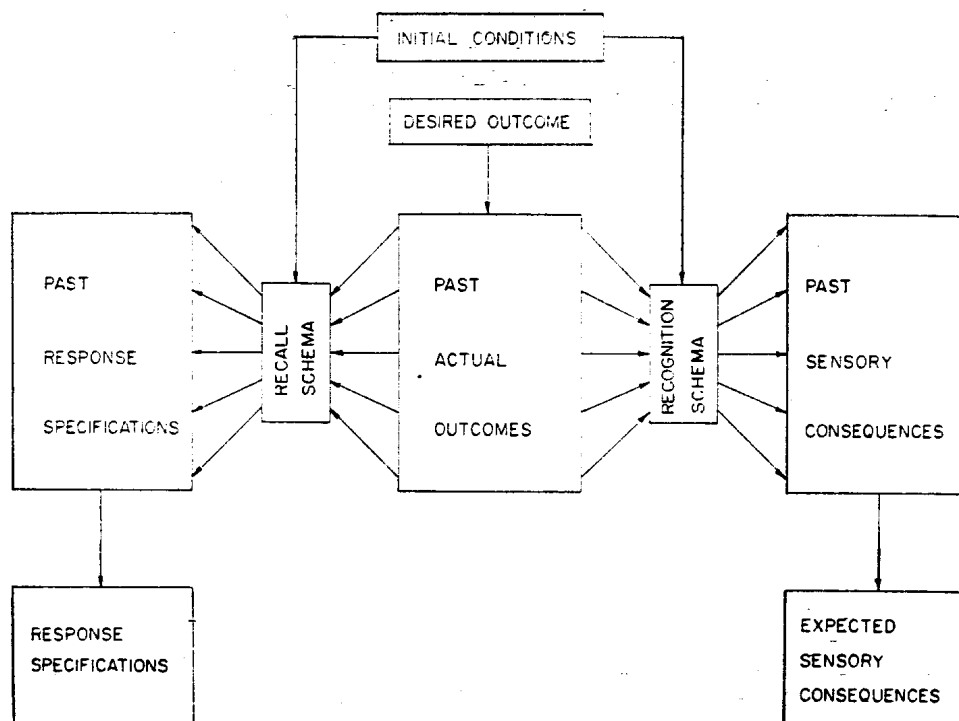 INITIAL CONDITIONS
DESIRED OUTCOME
PAST
RESPONSE
SPECIFICATIONS
RECALL
SCHEMA
PAST
ACTUAL
OUTCOMES
RECOGNITION
SCHEMA
PAST
SENSORY
CONSEQUENCES
RESPONSE
SPECIFICATIONS
EXPECTED
SENSORY
CONSEQUENCES